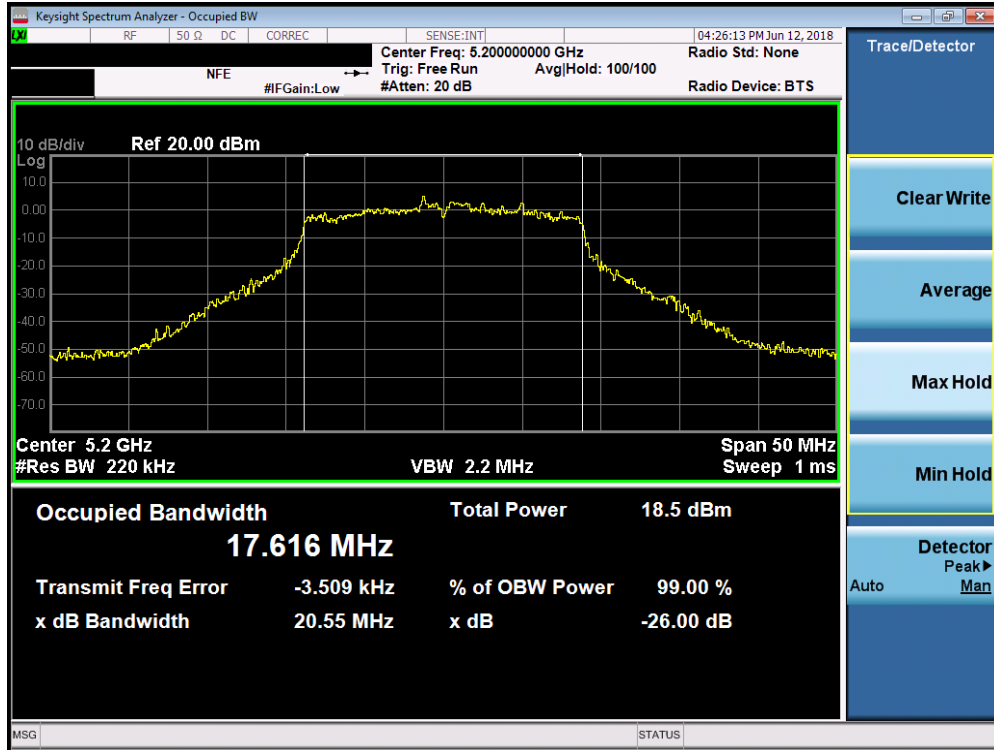 Keysight Spectrum Analyzer - Occupied BW
LXI RF 50 Ω DC CORREC SENSE:INT 04:26:13 PM Jun 12, 2018
Center Freq: 5.200000000 GHz Radio Std: None
NFE Trig: Free Run Avg|Hold: 100/100
#IFGain:Low #Atten: 20 dB Radio Device: BTS
10 dB/div Ref 20.00 dBm
Log
10.0
0.00
-10.0
-20.0
-30.0
-40.0
-50.0
-60.0
-70.0
Center 5.2 GHz Span 50 MHz
#Res BW 220 kHz VBW 2.2 MHz Sweep 1 ms
Occupied Bandwidth Total Power 18.5 dBm
17.616 MHz
Transmit Freq Error -3.509 kHz % of OBW Power 99.00 %
x dB Bandwidth 20.55 MHz x dB -26.00 dB
MSG STATUS
Trace/Detector
Clear Write
Average
Max Hold
Min Hold
Detector
Peak▶
Auto Man